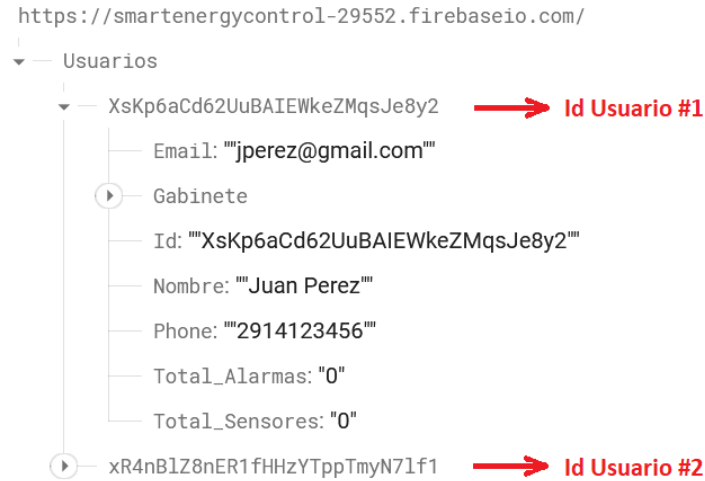 https://smartenergycontrol-29552.firebaseio.com/
Usuarios
XsKp6aCd62UuBAIEWkeZMqsJe8y2 Id Usuario #1
Email: ""jperez@gmail.com""
Gabinete
Id: ""XsKp6aCd62UuBAIEWkeZMqsJe8y2""
Nombre: ""Juan Perez""
Phone: ""2914123456""
Total_Alarmas: "0"
Total_Sensores: "0"
xR4nBlZ8nER1fHHzYTppTmyN7lf1 Id Usuario #2